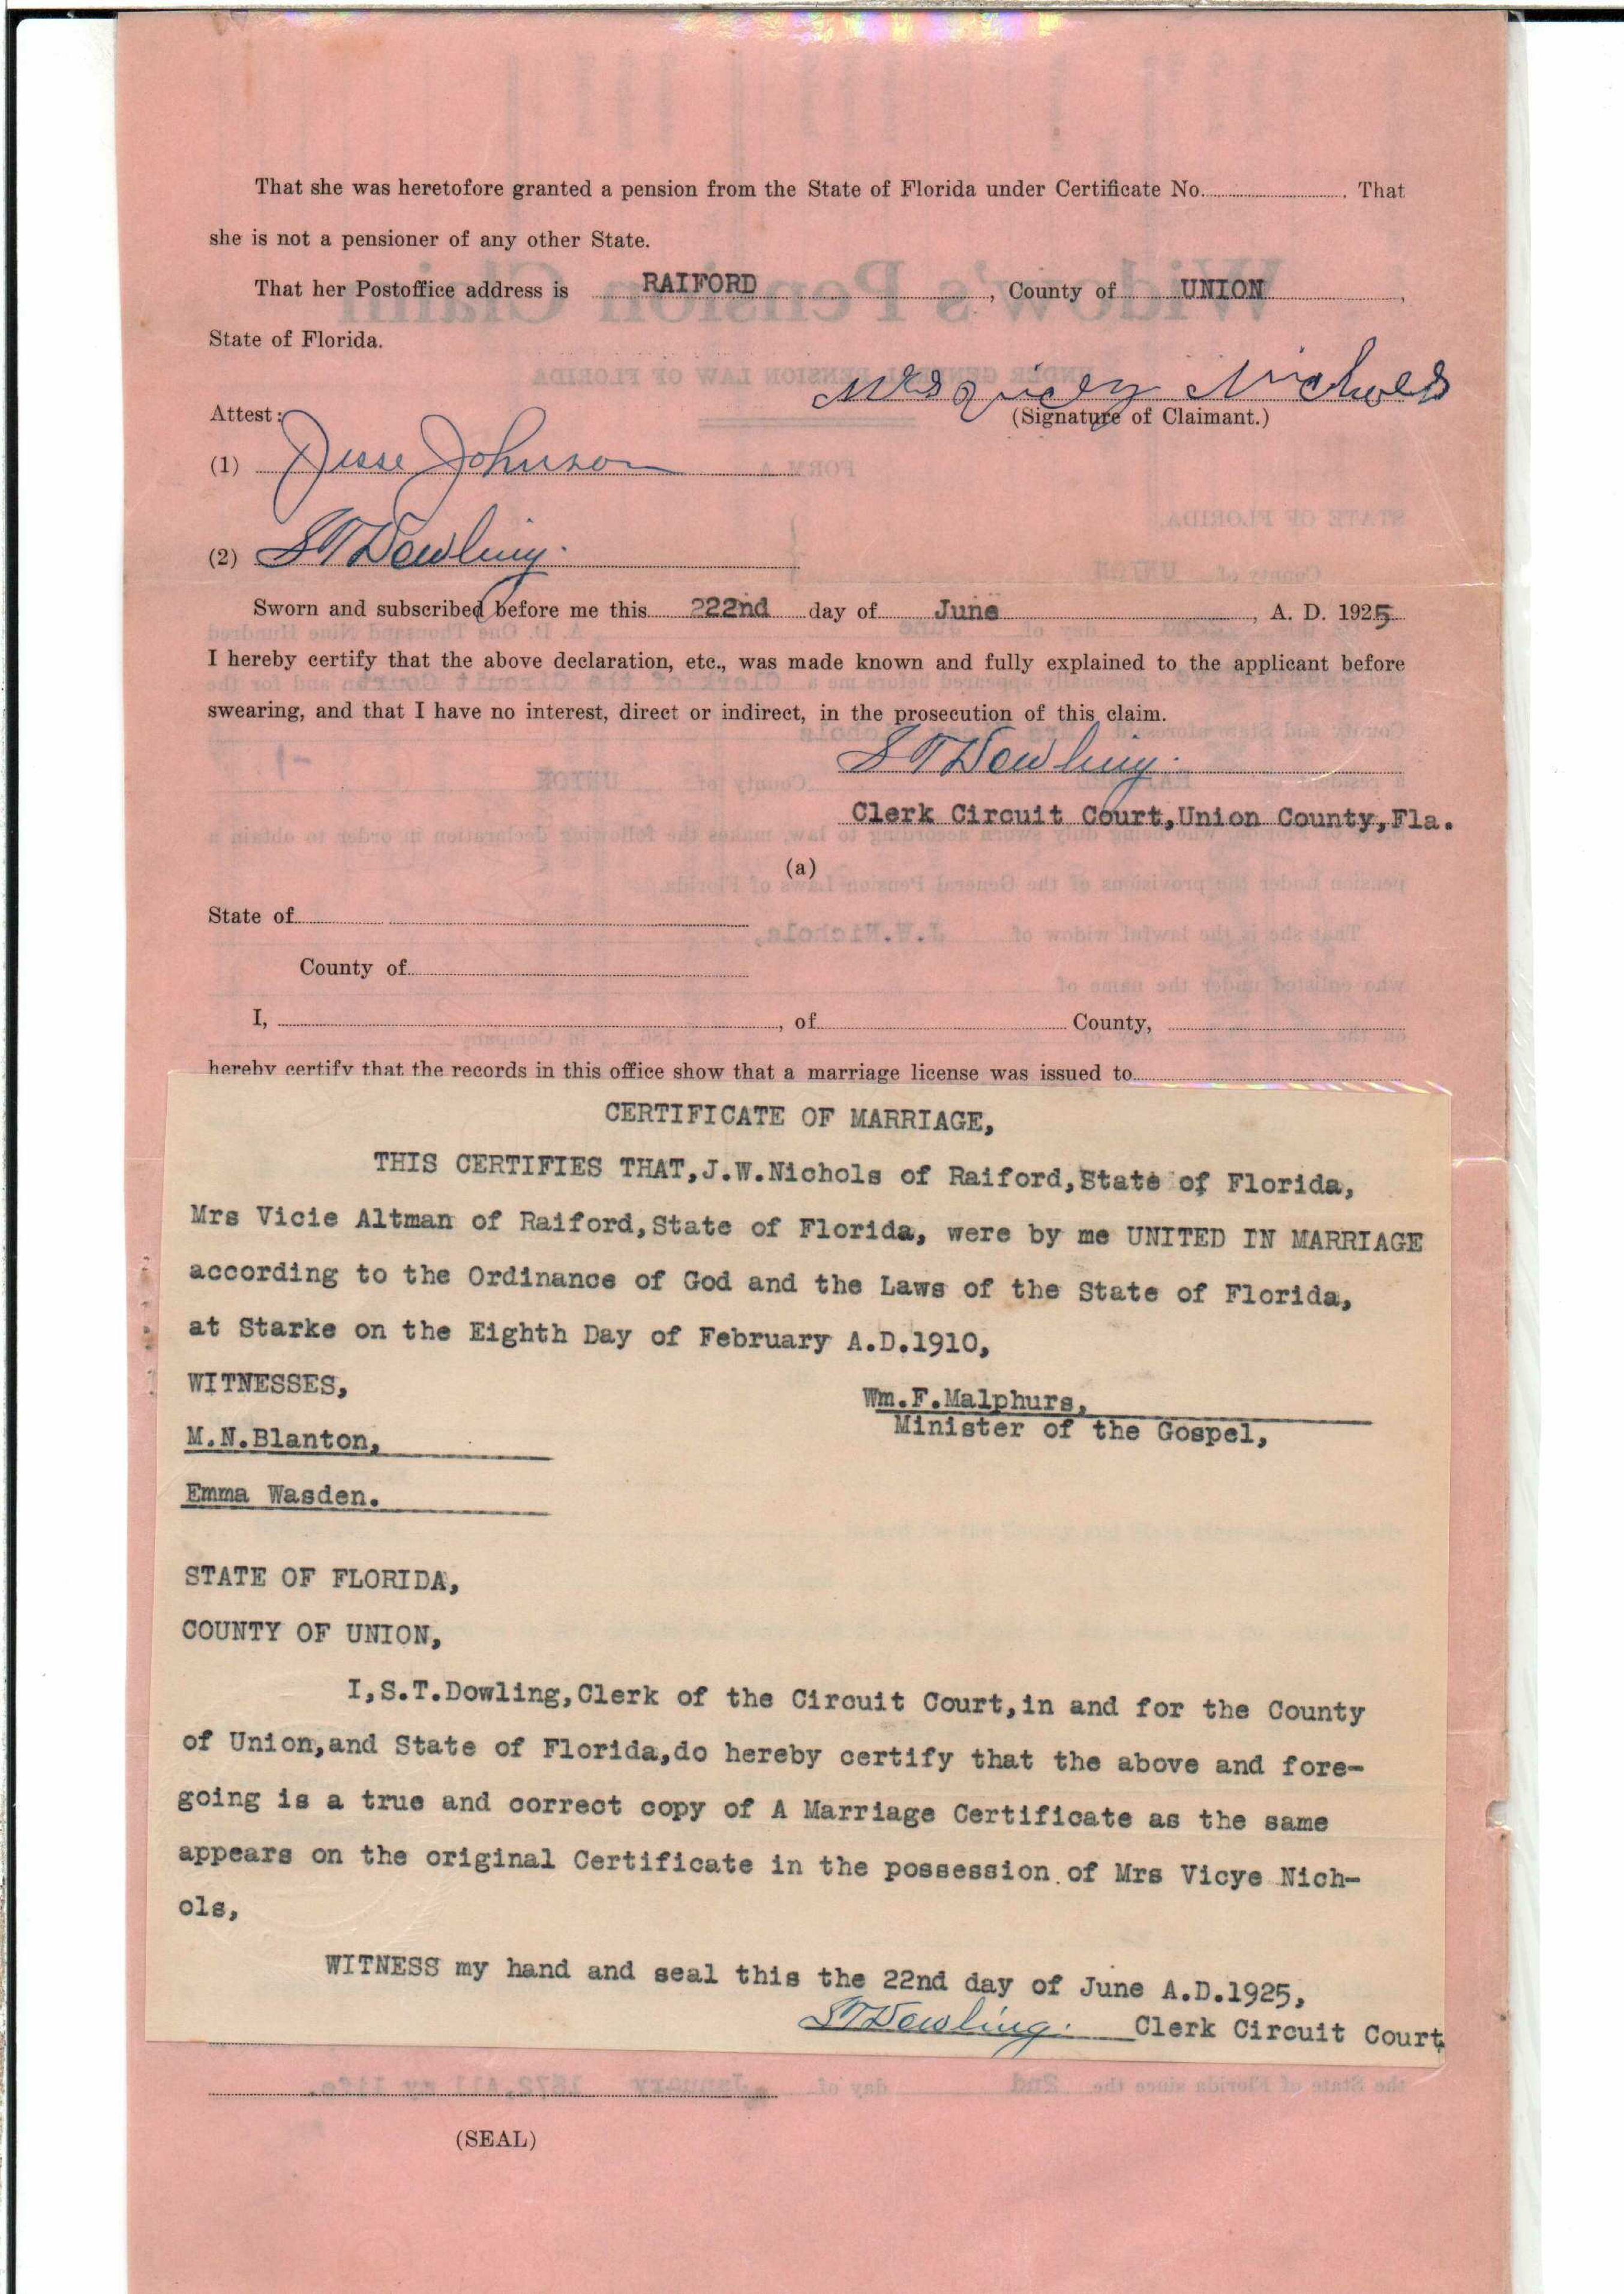 That she was heretofore granted a pension from the State of Florida under Certificate No. . That
she is not a pensioner of any other State.
That her Postoffice address is RAIFORD , County of UNION ,
State of Florida.
Mrs Vicey Nichols
(Signature of Claimant.)
Attest:
(1) Jesse Johnson
(2) S T Dowling.
Sworn and subscribed before me this 222nd day of June , A. D. 1925
I hereby certify that the above declaration, etc., was made known and fully explained to the applicant before
swearing, and that I have no interest, direct or indirect, in the prosecution of this claim.
S T Dowling.
Clerk Circuit Court,Union County,Fla.
(a)
State of
County of
I, , of County,
hereby certify that the records in this office show that a marriage license was issued to
CERTIFICATE OF MARRIAGE,
THIS CERTIFIES THAT,J.W.Nichols of Raiford,State of Florida,
Mrs Vicie Altman of Raiford,State of Florida, were by me UNITED IN MARRIAGE
according to the Ordinance of God and the Laws of the State of Florida,
at Starke on the Eighth Day of February A.D.1910,
WITNESSES,
Wm.F.Malphurs,
Minister of the Gospel,
M.N.Blanton,
Emma Wasden.
STATE OF FLORIDA,
COUNTY OF UNION,
I,S.T.Dowling,Clerk of the Circuit Court,in and for the County
of Union,and State of Florida,do hereby certify that the above and fore-
going is a true and correct copy of A Marriage Certificate as the same
appears on the original Certificate in the possession of Mrs Vicye Nich-
ols,
WITNESS my hand and seal this the 22nd day of June A.D.1925,
S T Dowling. Clerk Circuit Court
(SEAL)